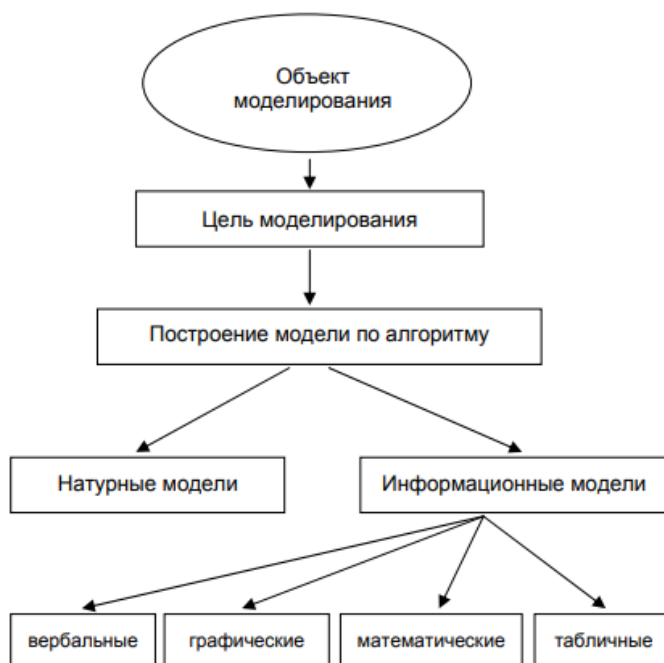 Объект
моделирования
Цель моделирования
Построение модели по алгоритму
Натурные модели
Информационные модели
вербальные
графические
математические
табличные